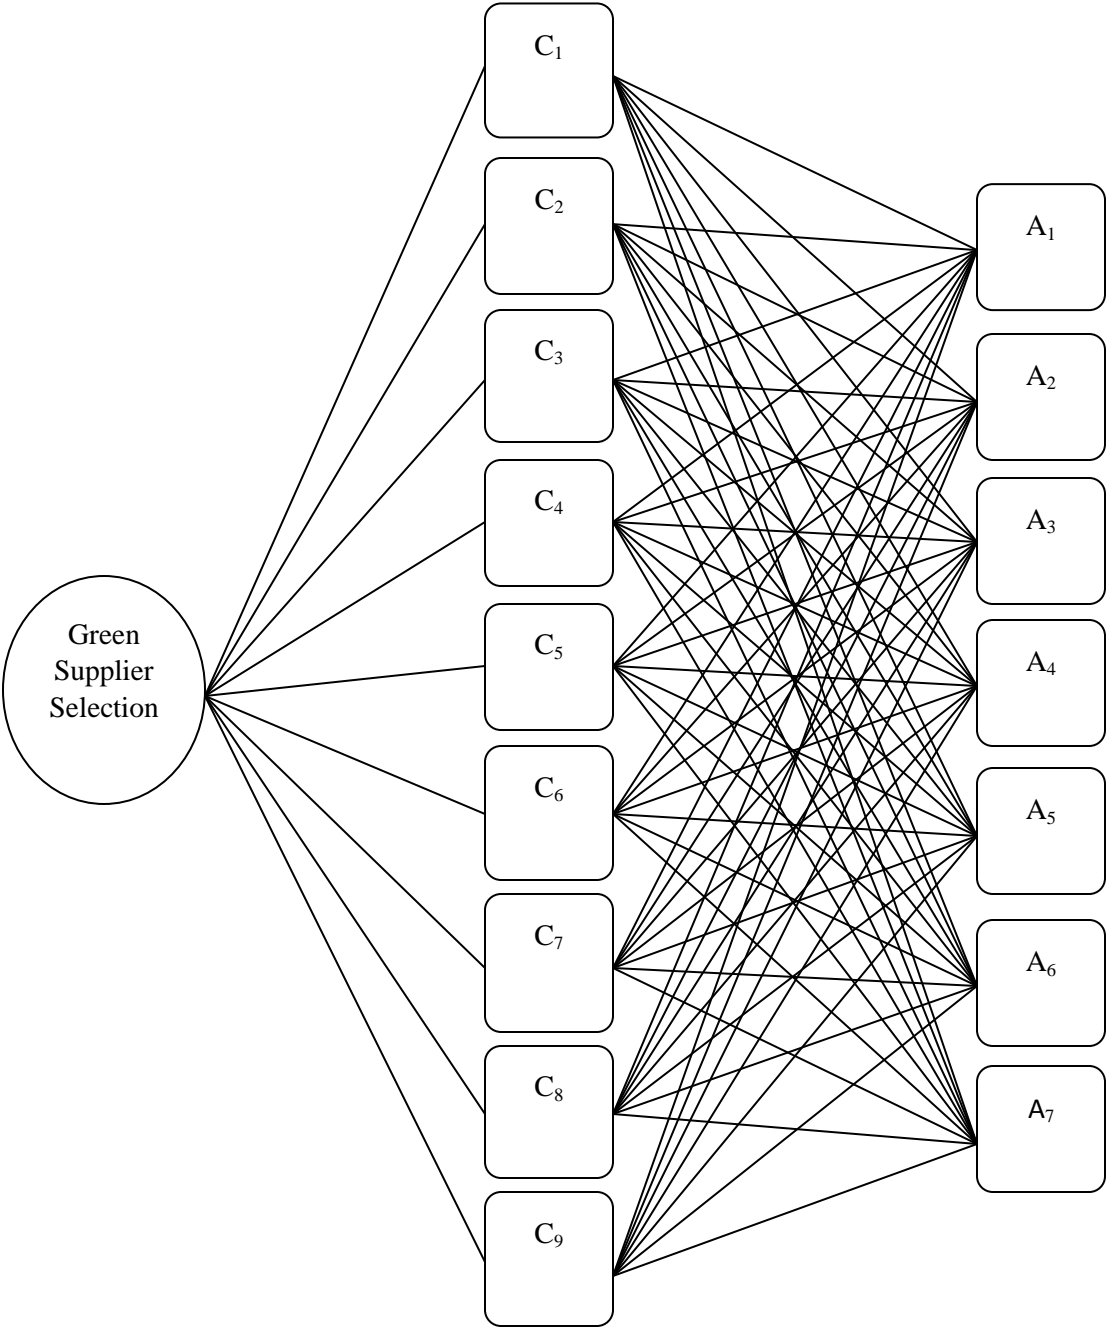 Green
Supplier
Selection
C₁
C₂
C₃
C₄
C₅
C₆
C₇
C₈
C₉
A₁
A₂
A₃
A₄
A₅
A₆
A₇